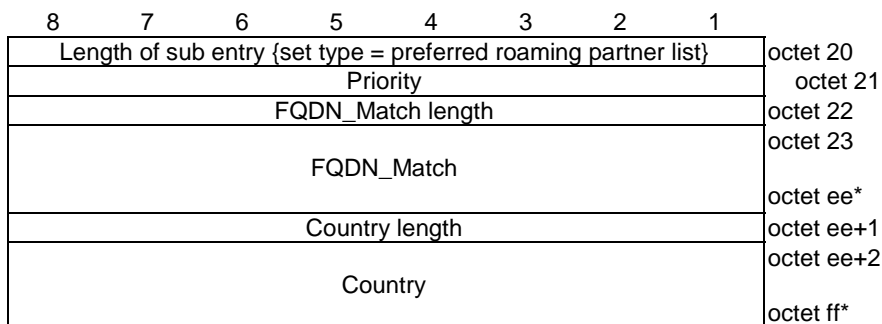 8 7 6 5 4 3 2 1
Length of sub entry {set type = preferred roaming partner list} octet 20
Priority octet 21
FQDN_Match length octet 22
octet 23
FQDN_Match
octet ee*
Country length octet ee+1
octet ee+2
Country
octet ff*